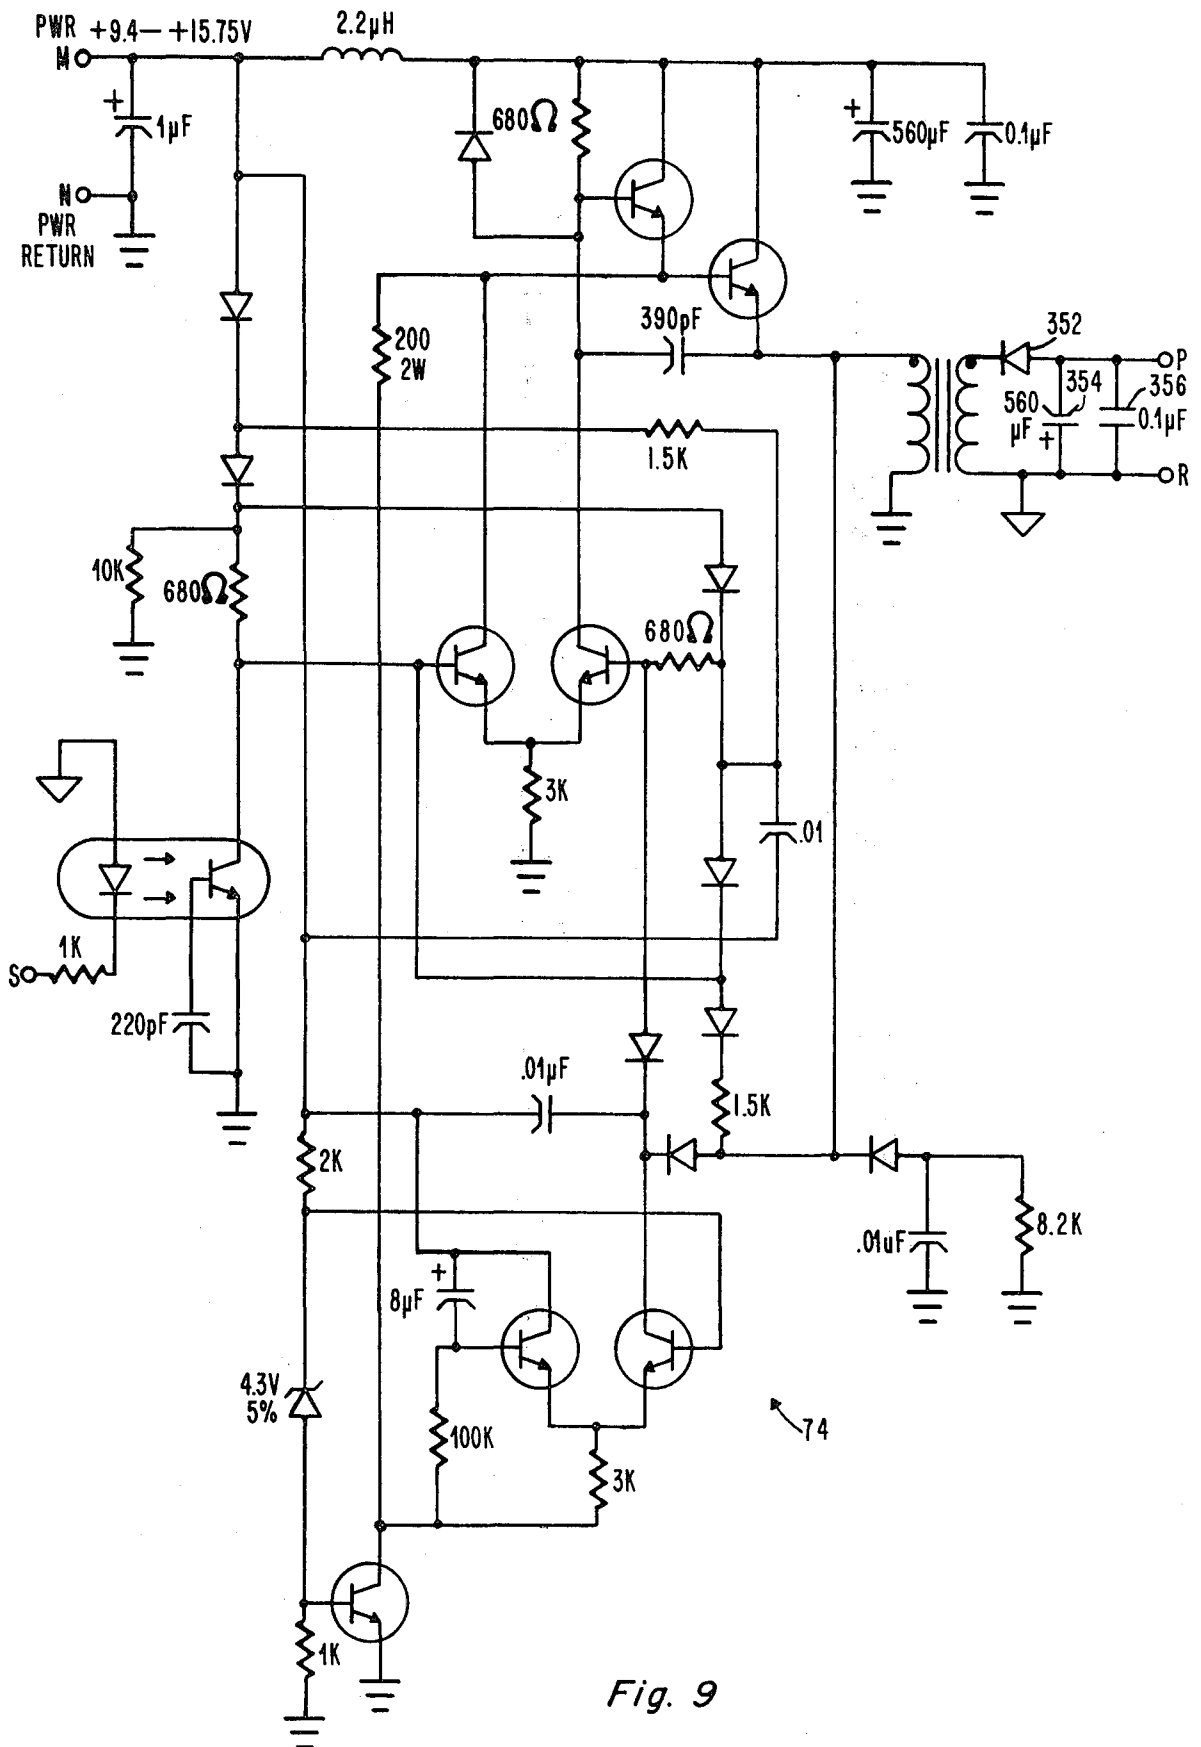 PWR +9.4— +15.75V
M
2.2µH
+
1µF
N
PWR
RETURN
680Ω
+
560µF
0.1µF
390pF
200
2W
352
P
560
µF
+
354
356
0.1µF
R
1.5K
10K
680Ω
680Ω
3K
.01
1K
S
220pF
.01µF
1.5K
2K
.01uF
8.2K
+
8µF
4.3V
5%
100K
3K
74
1K
Fig. 9